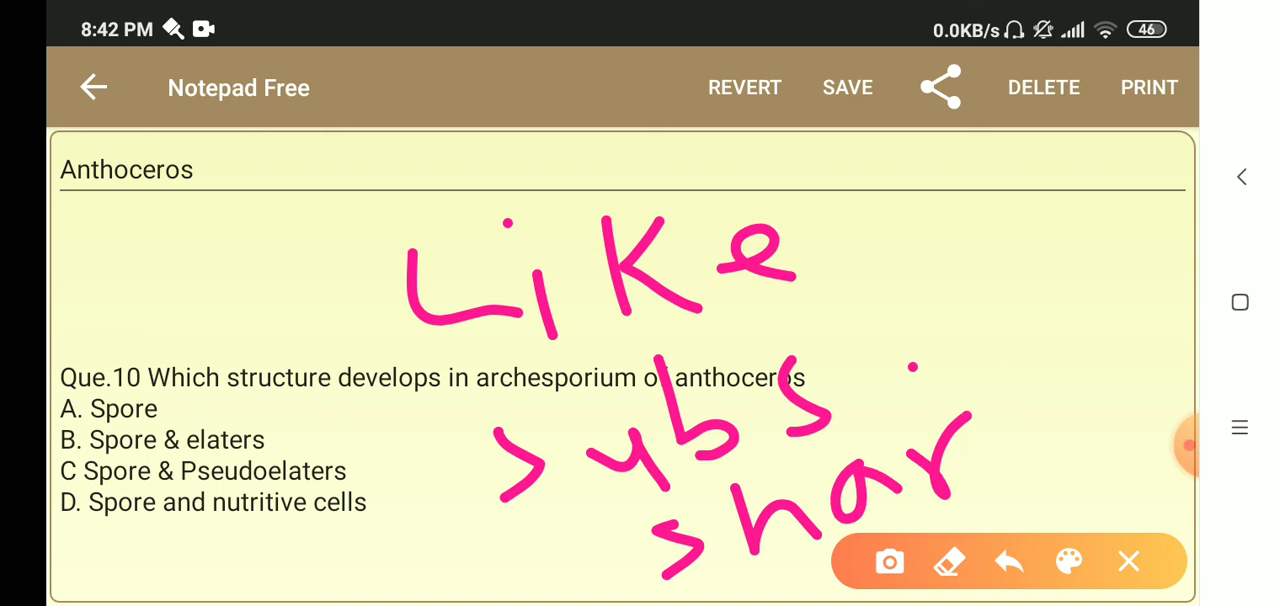 8:42 PM 0.0KB/s 46
Notepad Free REVERT SAVE DELETE PRINT
Anthoceros
Like
Que.10 Which structure develops in archesporium of anthoceros
A. Spore
B. Spore & elaters
C Spore & Pseudoelaters
D. Spore and nutritive cells
subs
shar